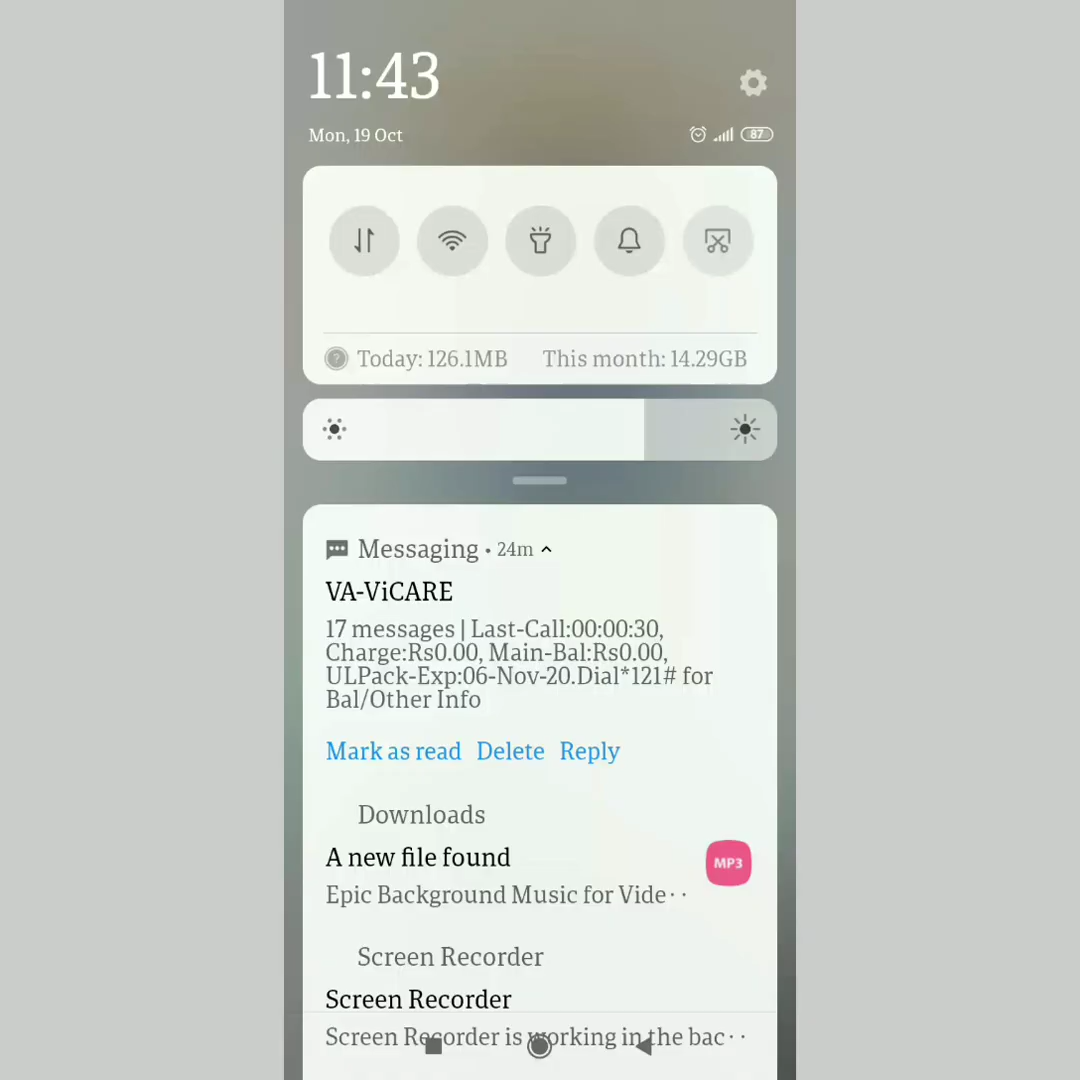 11:43
Mon, 19 Oct
87
Today: 126.1MB This month: 14.29GB
Messaging • 24m
VA-ViCARE
17 messages | Last-Call:00:00:30,
Charge:Rs0.00, Main-Bal:Rs0.00,
ULPack-Exp:06-Nov-20.Dial*121# for
Bal/Other Info
Mark as read Delete Reply
Downloads
A new file found
MP3
Epic Background Music for Vide··
Screen Recorder
Screen Recorder
Screen Recorder is working in the bac··